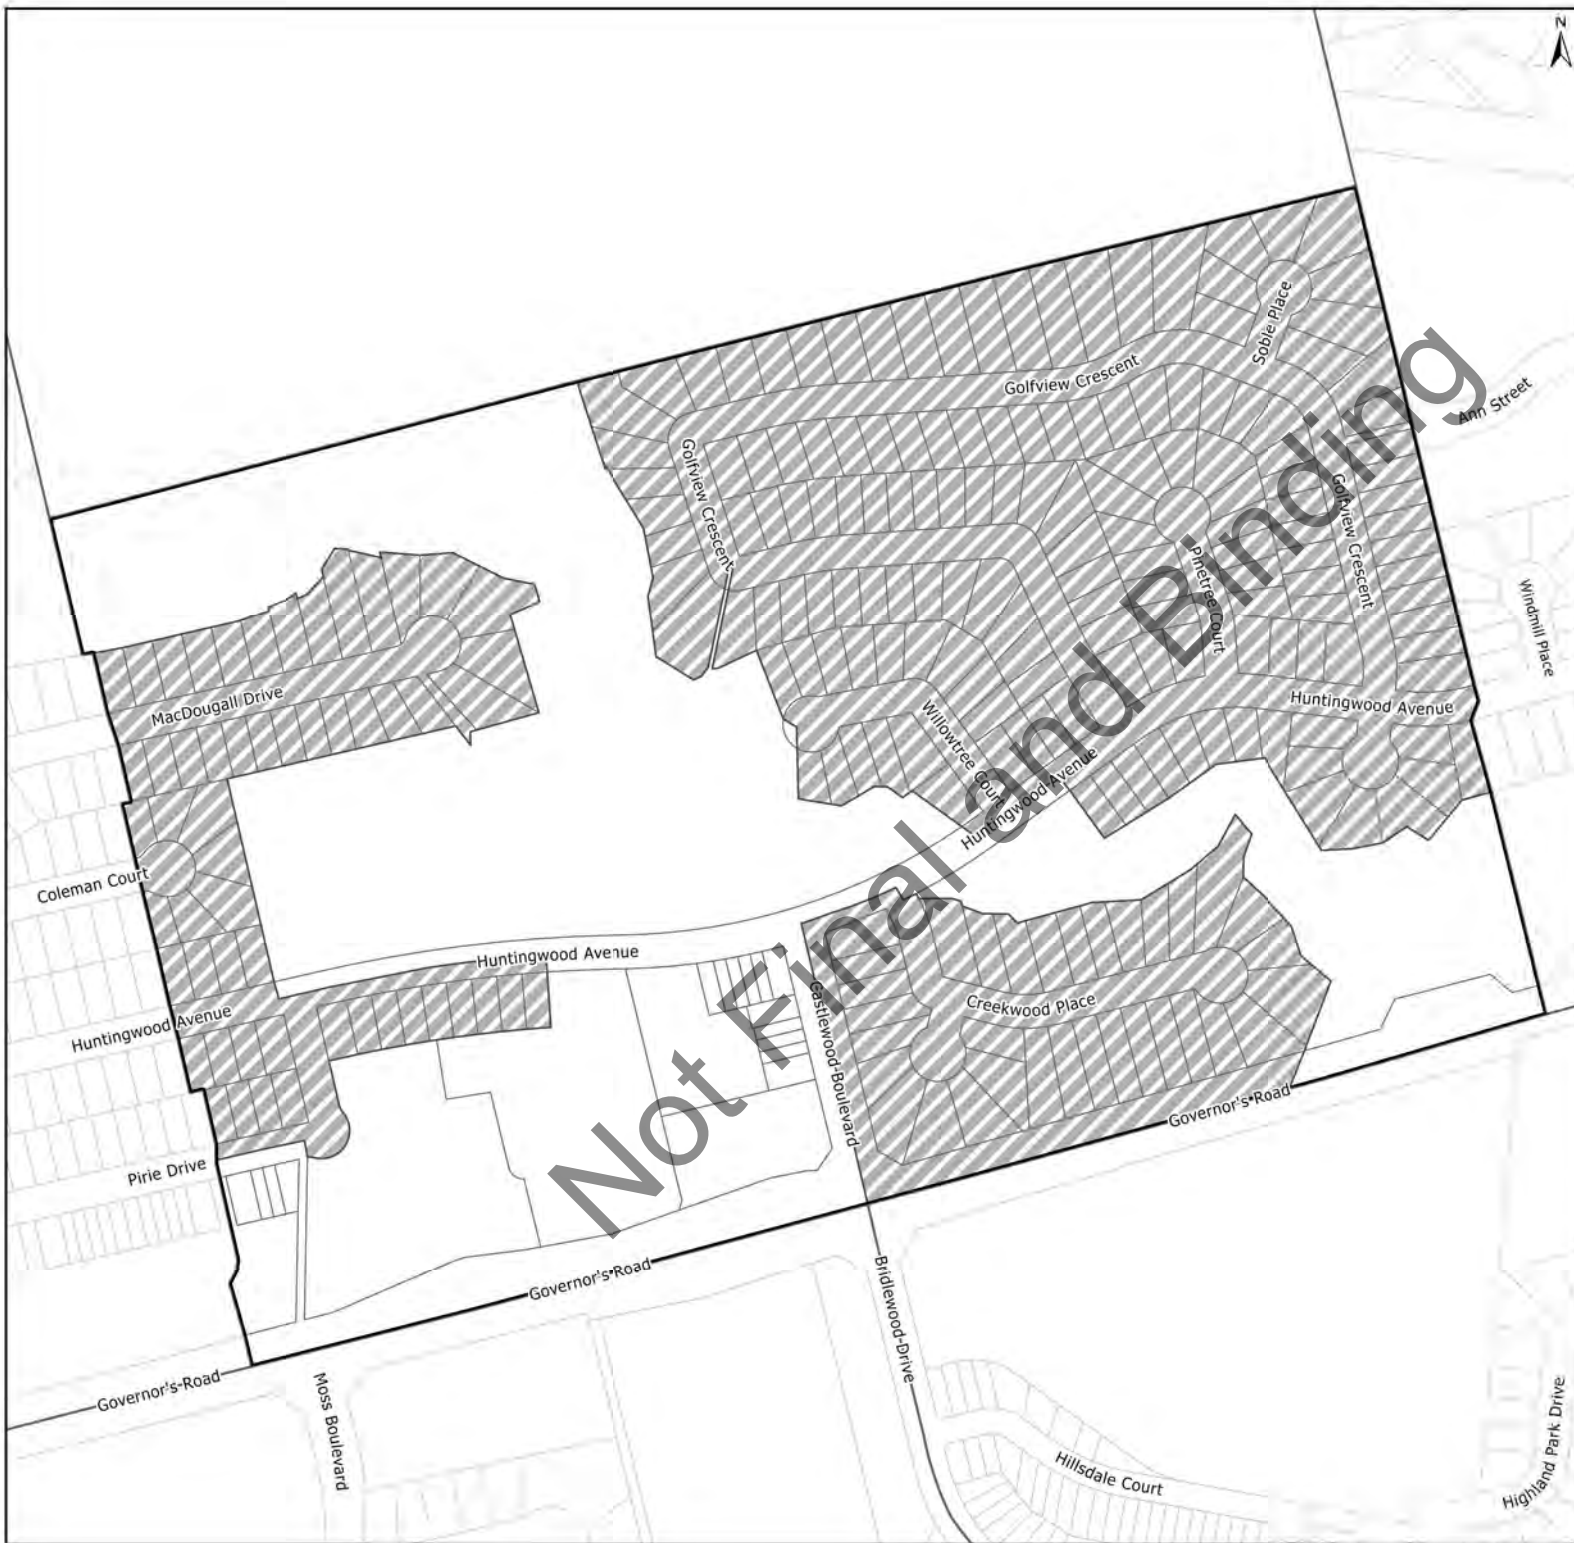 N
Soble Place
Golfview Crescent
Ann Street
Golfview Crescent
Golfview Crescent
Pinetree Court
Windmill Place
MacDougall Drive
Huntingwood Avenue
Willowtree Court
Huntingwood Avenue
Coleman Court
Huntingwood Avenue
Castlewood Boulevard
Creekwood Place
Huntingwood Avenue
Governor's Road
Pirie Drive
Governor's Road
Bridlewood Drive
Governor's Road
Moss Boulevard
Hillsdale Court
Highland Park Drive
Not Final and Binding